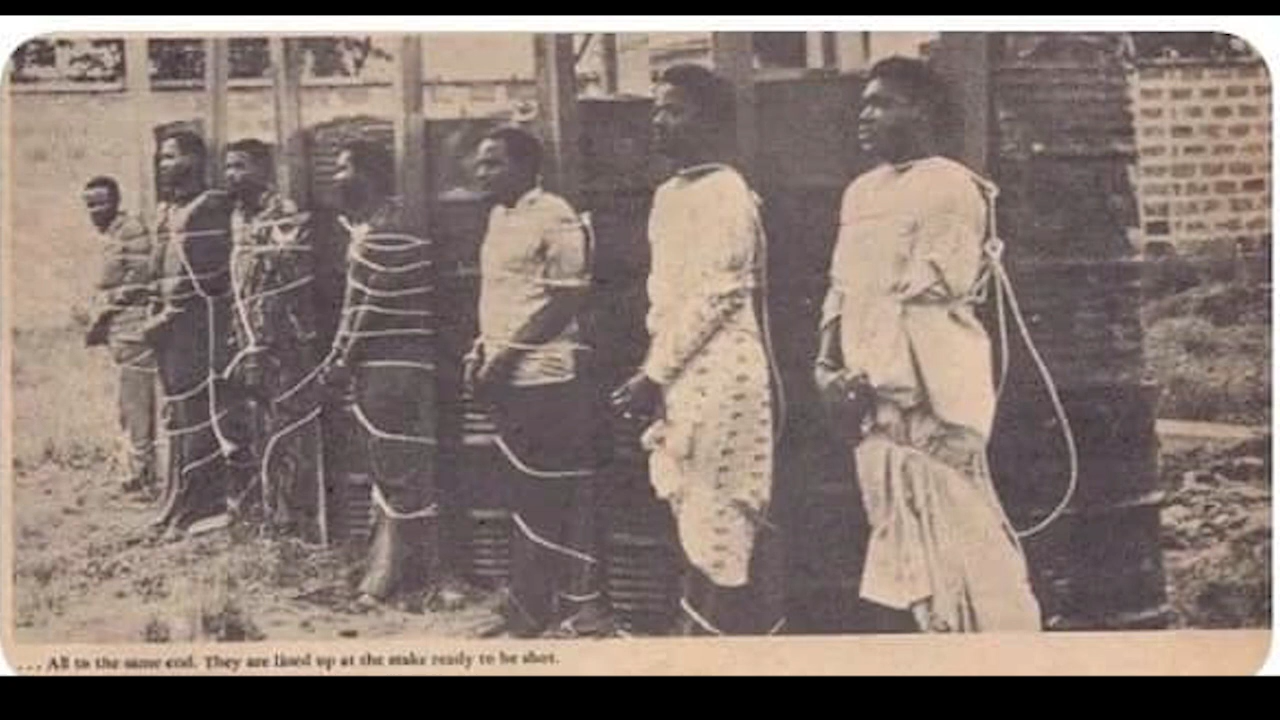 ... All to the same end. They are lined up at the stake ready to be shot.